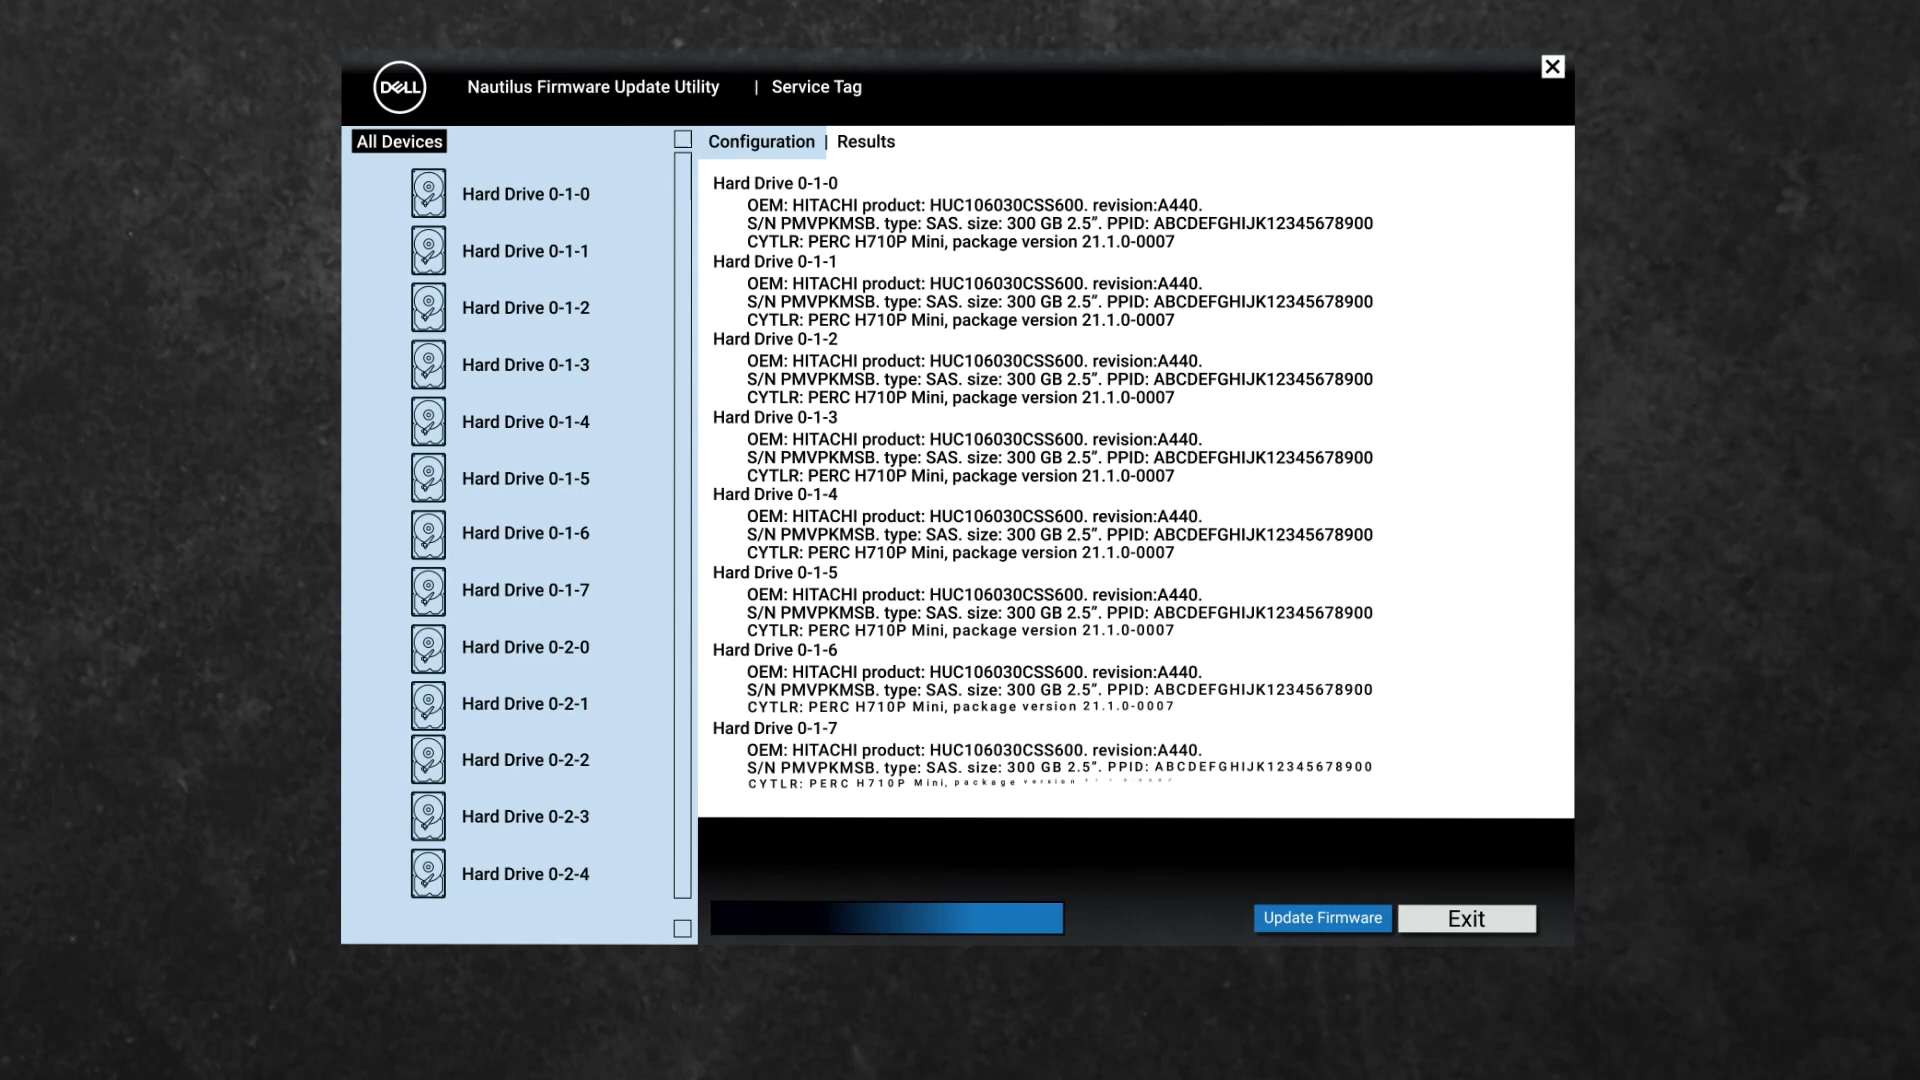 DELL
Nautilus Firmware Update Utility | Service Tag
All Devices
Hard Drive 0-1-0
Hard Drive 0-1-1
Hard Drive 0-1-2
Hard Drive 0-1-3
Hard Drive 0-1-4
Hard Drive 0-1-5
Hard Drive 0-1-6
Hard Drive 0-1-7
Hard Drive 0-2-0
Hard Drive 0-2-1
Hard Drive 0-2-2
Hard Drive 0-2-3
Hard Drive 0-2-4
Configuration | Results
Hard Drive 0-1-0
OEM: HITACHI product: HUC106030CSS600. revision:A440.
S/N PMVPKMSB. type: SAS. size: 300 GB 2.5”. PPID: ABCDEFGHIJK12345678900
CYTLR: PERC H710P Mini, package version 21.1.0-0007
Hard Drive 0-1-1
OEM: HITACHI product: HUC106030CSS600. revision:A440.
S/N PMVPKMSB. type: SAS. size: 300 GB 2.5”. PPID: ABCDEFGHIJK12345678900
CYTLR: PERC H710P Mini, package version 21.1.0-0007
Hard Drive 0-1-2
OEM: HITACHI product: HUC106030CSS600. revision:A440.
S/N PMVPKMSB. type: SAS. size: 300 GB 2.5”. PPID: ABCDEFGHIJK12345678900
CYTLR: PERC H710P Mini, package version 21.1.0-0007
Hard Drive 0-1-3
OEM: HITACHI product: HUC106030CSS600. revision:A440.
S/N PMVPKMSB. type: SAS. size: 300 GB 2.5”. PPID: ABCDEFGHIJK12345678900
CYTLR: PERC H710P Mini, package version 21.1.0-0007
Hard Drive 0-1-4
OEM: HITACHI product: HUC106030CSS600. revision:A440.
S/N PMVPKMSB. type: SAS. size: 300 GB 2.5”. PPID: ABCDEFGHIJK12345678900
CYTLR: PERC H710P Mini, package version 21.1.0-0007
Hard Drive 0-1-5
OEM: HITACHI product: HUC106030CSS600. revision:A440.
S/N PMVPKMSB. type: SAS. size: 300 GB 2.5”. PPID: ABCDEFGHIJK12345678900
CYTLR: PERC H710P Mini, package version 21.1.0-0007
Hard Drive 0-1-6
OEM: HITACHI product: HUC106030CSS600. revision:A440.
S/N PMVPKMSB. type: SAS. size: 300 GB 2.5”. PPID: ABCDEFGHIJK12345678900
CYTLR: PERC H710P Mini, package version 21.1.0-0007
Hard Drive 0-1-7
OEM: HITACHI product: HUC106030CSS600. revision:A440.
S/N PMVPKMSB. type: SAS. size: 300 GB 2.5”. PPID: ABCDEFGHIJK12345678900
CYTLR: PERC H710P Mini, package version
Update Firmware
Exit